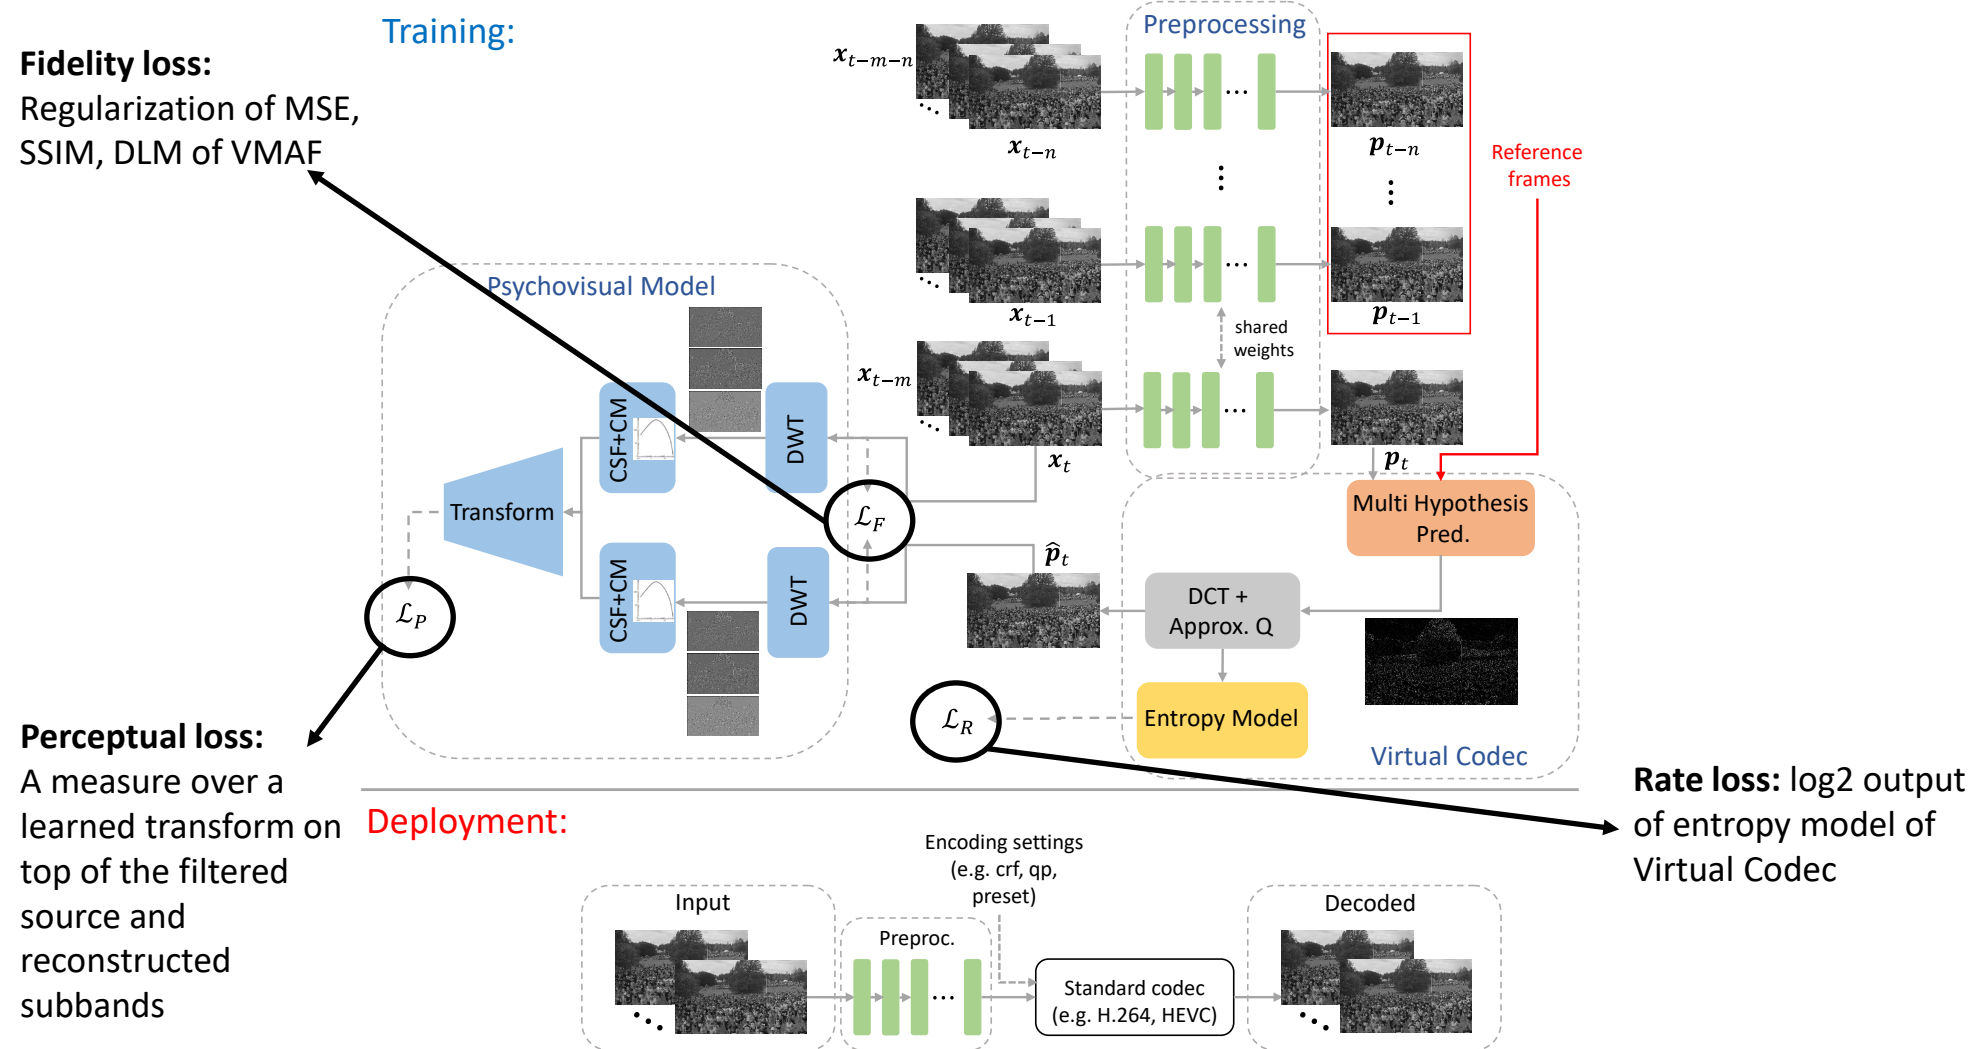 Training:
Fidelity loss:
Regularization of MSE,
SSIM, DLM of VMAF
Preprocessing
x_{t−m−n}
x_{t−n}
p_{t−n}
Reference
frames
x_{t−1}
p_{t−1}
shared
weights
x_{t−m}
x_t
p_t
Psychovisual Model
CSF+CM
DWT
Transform
CSF+CM
DWT
ℒ_F
ℒ_P
p̂_t
Multi Hypothesis
Pred.
DCT +
Approx. Q
Entropy Model
ℒ_R
Virtual Codec
Perceptual loss:
A measure over a
learned transform on
top of the filtered
source and
reconstructed
subbands
Rate loss: log2 output
of entropy model of
Virtual Codec
Deployment:
Encoding settings
(e.g. crf, qp,
preset)
Input
Preproc.
Standard codec
(e.g. H.264, HEVC)
Decoded